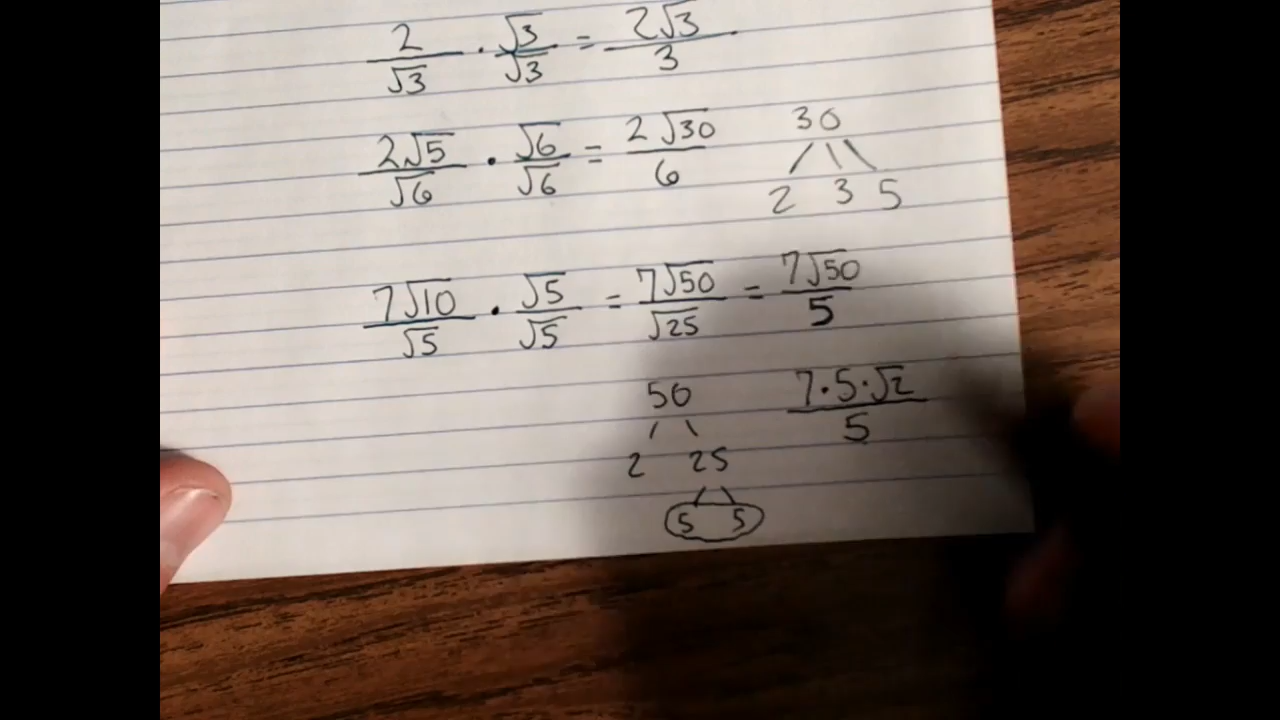 2/√3 · √3/√3 = 2√3/3
2√5/√6 · √6/√6 = 2√30/6
30
2 3 5
7√10/√5 · √5/√5 = 7√50/√25 = 7√50/5
50
2 25
5 5
7·5·√2/5